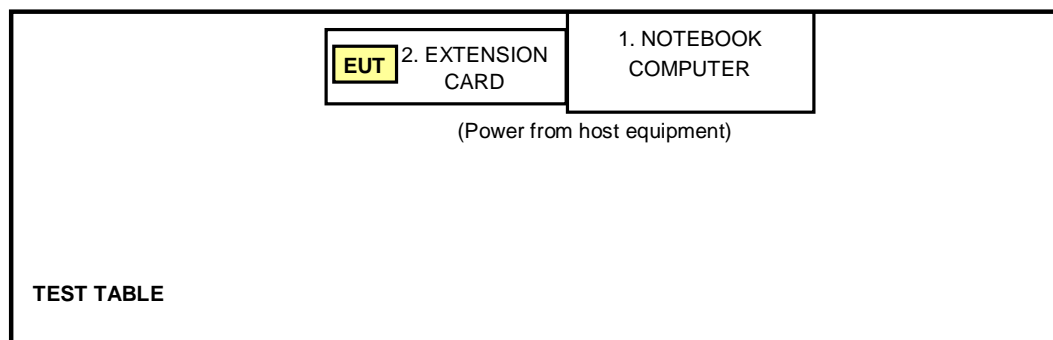 EUT
2. EXTENSION
CARD
1. NOTEBOOK
COMPUTER
(Power from host equipment)
TEST TABLE